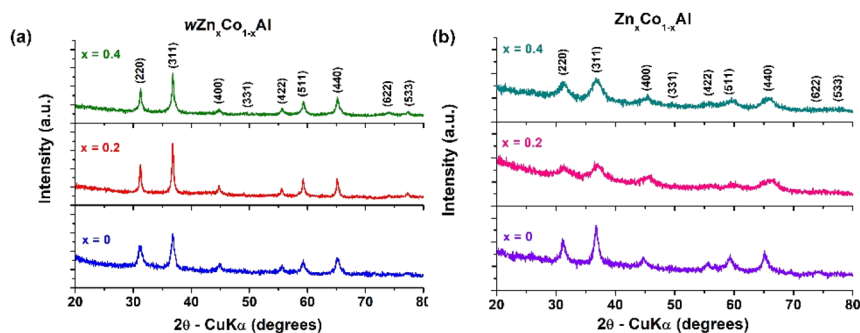 (a)
wZnₓCo₁₋ₓAl
x = 0.4
(220)
(311)
(400)
(331)
(422)
(511)
(440)
(622)
(533)
x = 0.2
x = 0
Intensity (a.u.)
20 30 40 50 60 70 80
2θ - CuKα (degrees)
(b)
ZnₓCo₁₋ₓAl
x = 0.4
(220)
(311)
(400)
(331)
(422)
(511)
(440)
(622)
(533)
x = 0.2
x = 0
Intensity (a.u.)
20 30 40 50 60 70 80
2θ - CuKα (degrees)